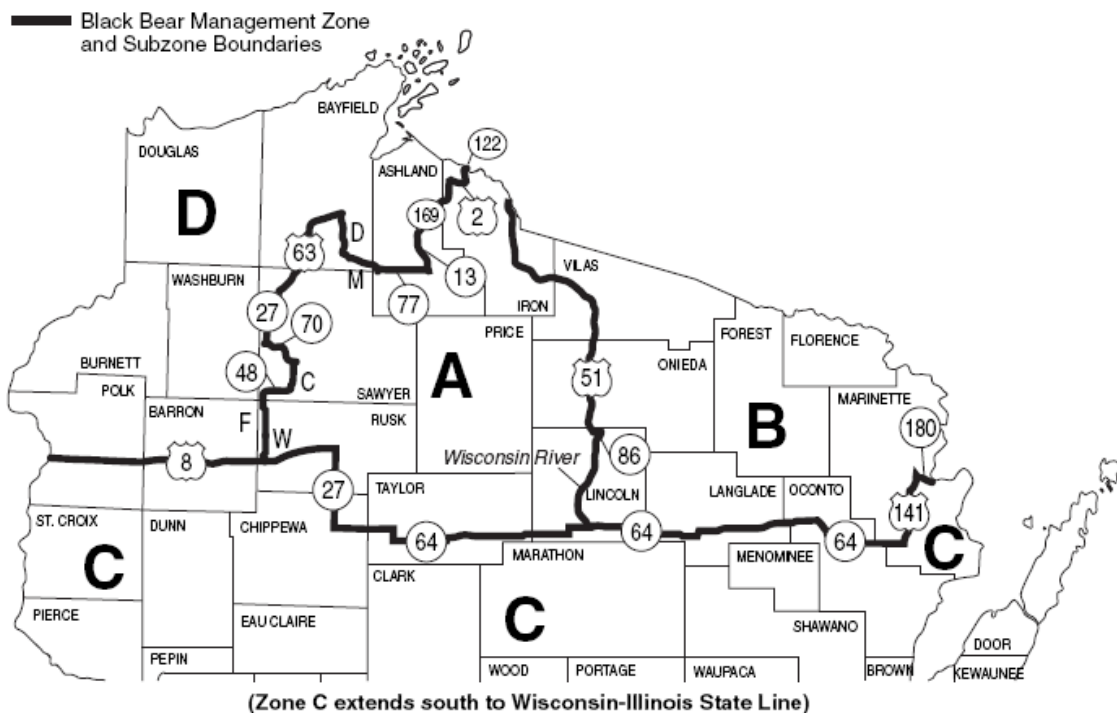 Black Bear Management Zone
and Subzone Boundaries
BAYFIELD
122
DOUGLAS
ASHLAND
D
169
2
D
63
WASHBURN
M
13
VILAS
77
27
IRON
70
PRICE
FOREST
FLORENCE
ONIEDA
BURNETT
48
C
A
51
POLK
SAWYER
MARINETTE
BARRON
RUSK
F
B
180
W
8
Wisconsin River
86
27
TAYLOR
LINCOLN
LANGLADE
OCONTO
141
ST. CROIX
DUNN
CHIPPEWA
64
64
64
C
MARATHON
MENOMINEE
C
CLARK
C
PIERCE
EAU CLAIRE
SHAWANO
DOOR
PEPIN
WOOD
PORTAGE
WAUPACA
BROWN
KEWAUNEE
(Zone C extends south to Wisconsin-Illinois State Line)